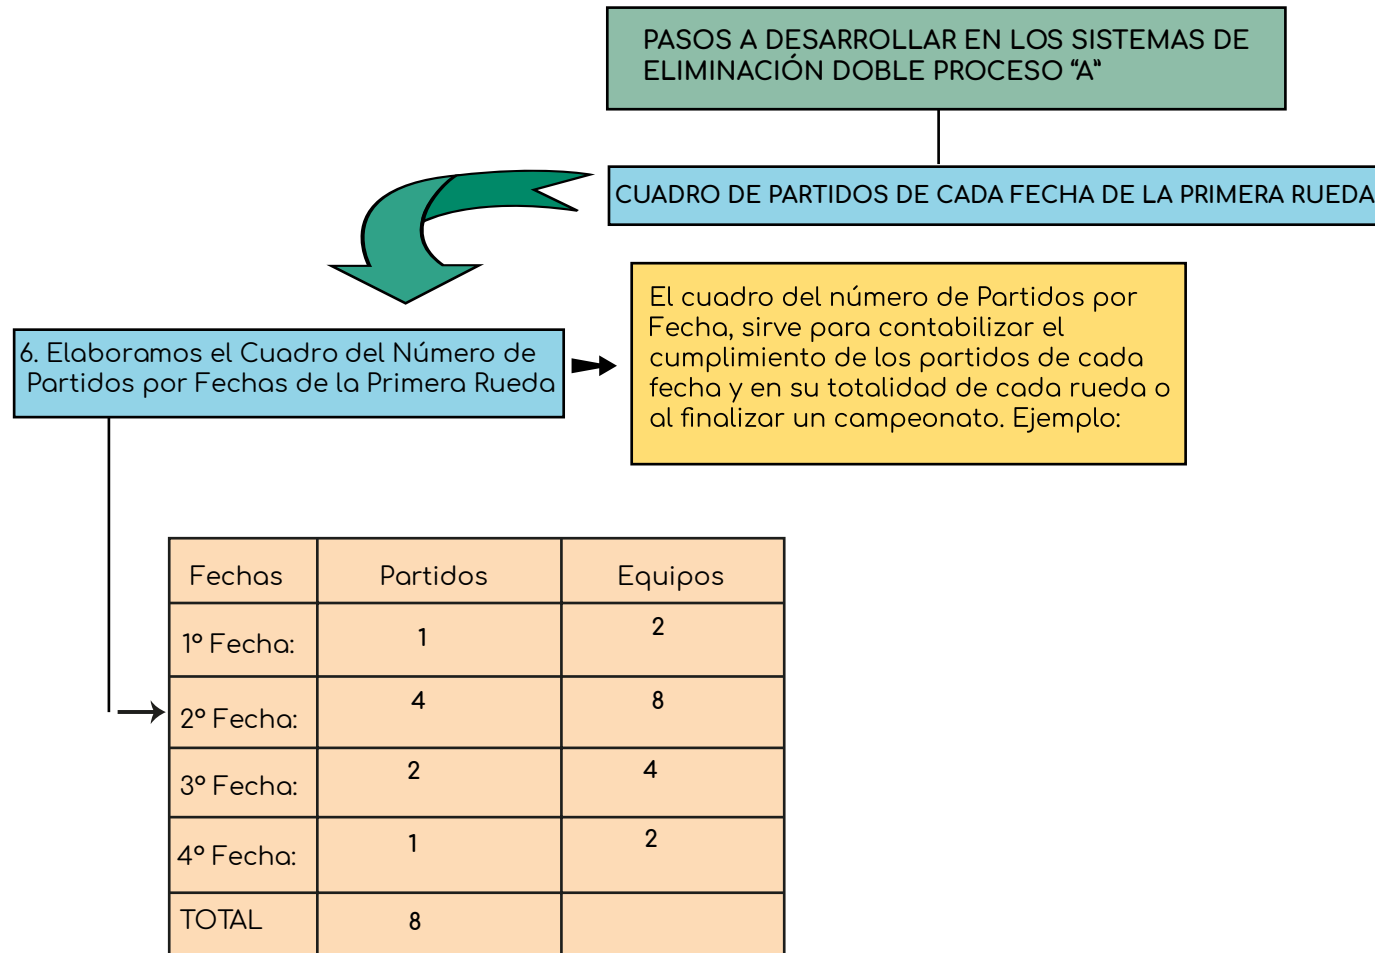 PASOS A DESARROLLAR EN LOS SISTEMAS DE
ELIMINACIÓN DOBLE PROCESO “A”
CUADRO DE PARTIDOS DE CADA FECHA DE LA PRIMERA RUEDA
El cuadro del número de Partidos por
Fecha, sirve para contabilizar el
cumplimiento de los partidos de cada
fecha y en su totalidad de cada rueda o
al finalizar un campeonato. Ejemplo:
6. Elaboramos el Cuadro del Número de
Partidos por Fechas de la Primera Rueda
Fechas Partidos Equipos
1º Fecha: 1 2
2º Fecha: 4 8
3º Fecha: 2 4
4º Fecha: 1 2
TOTAL 8